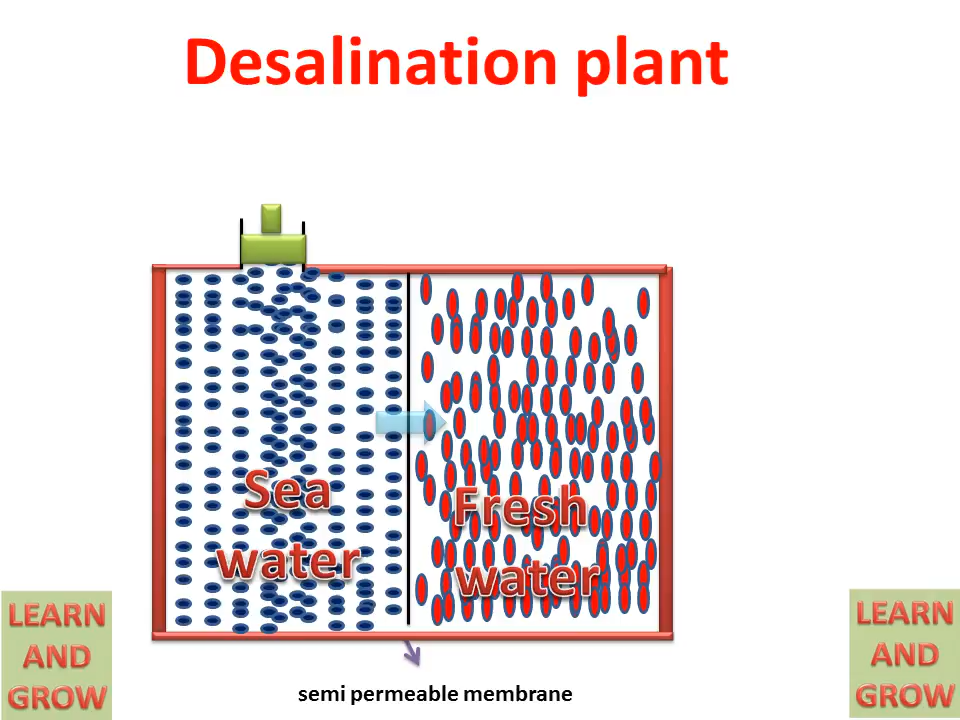 Desalination plant
Sea
water
Fresh
water
LEARN
AND
GROW
LEARN
AND
GROW
semi permeable membrane